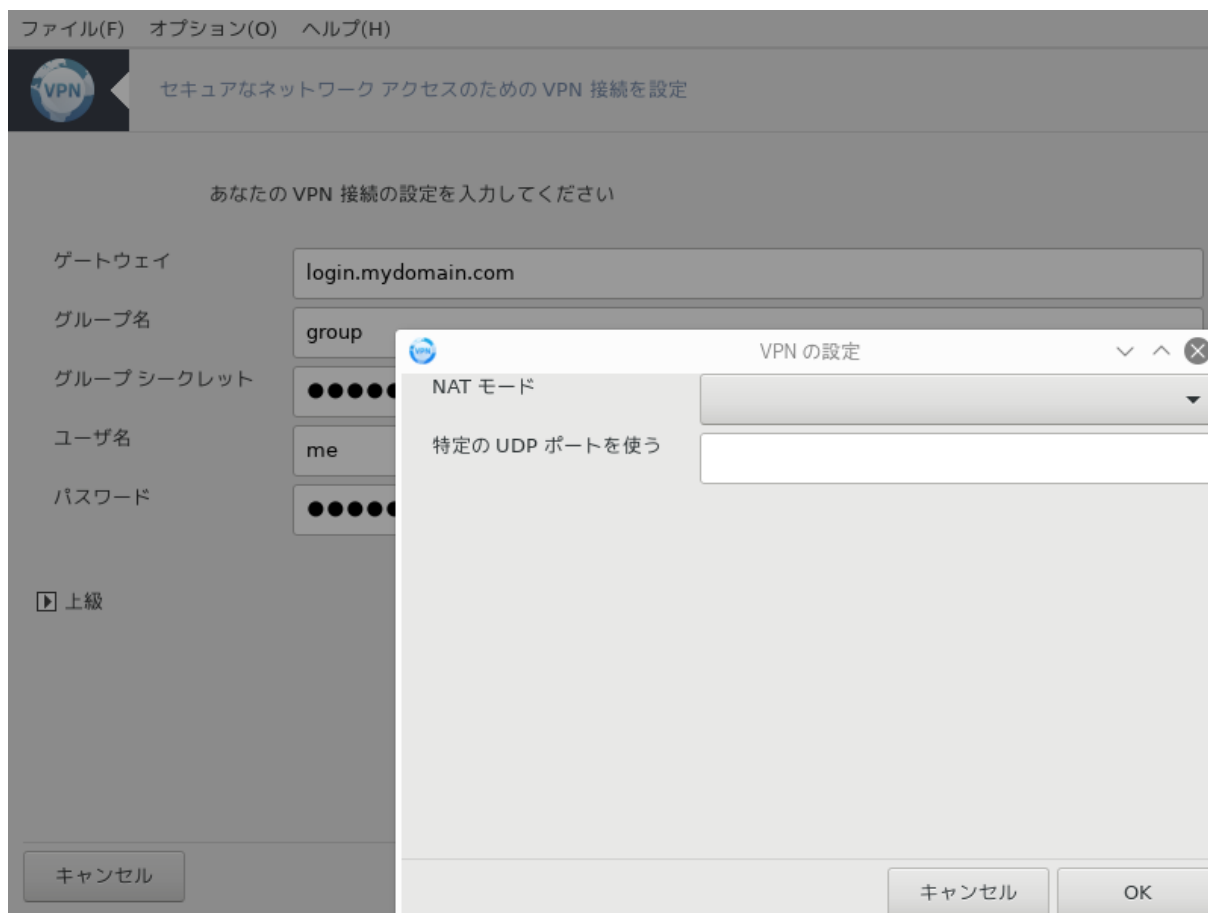 ファイル(F) オプション(O) ヘルプ(H)
VPN
セキュアなネットワーク アクセスのための VPN 接続を設定
あなたの VPN 接続の設定を入力してください
ゲートウェイ
login.mydomain.com
グループ名
group
グループ シークレット
●●●●●
ユーザ名
me
パスワード
●●●●●
上級
キャンセル
VPN
VPN の設定
NAT モード
特定の UDP ポートを使う
キャンセル OK